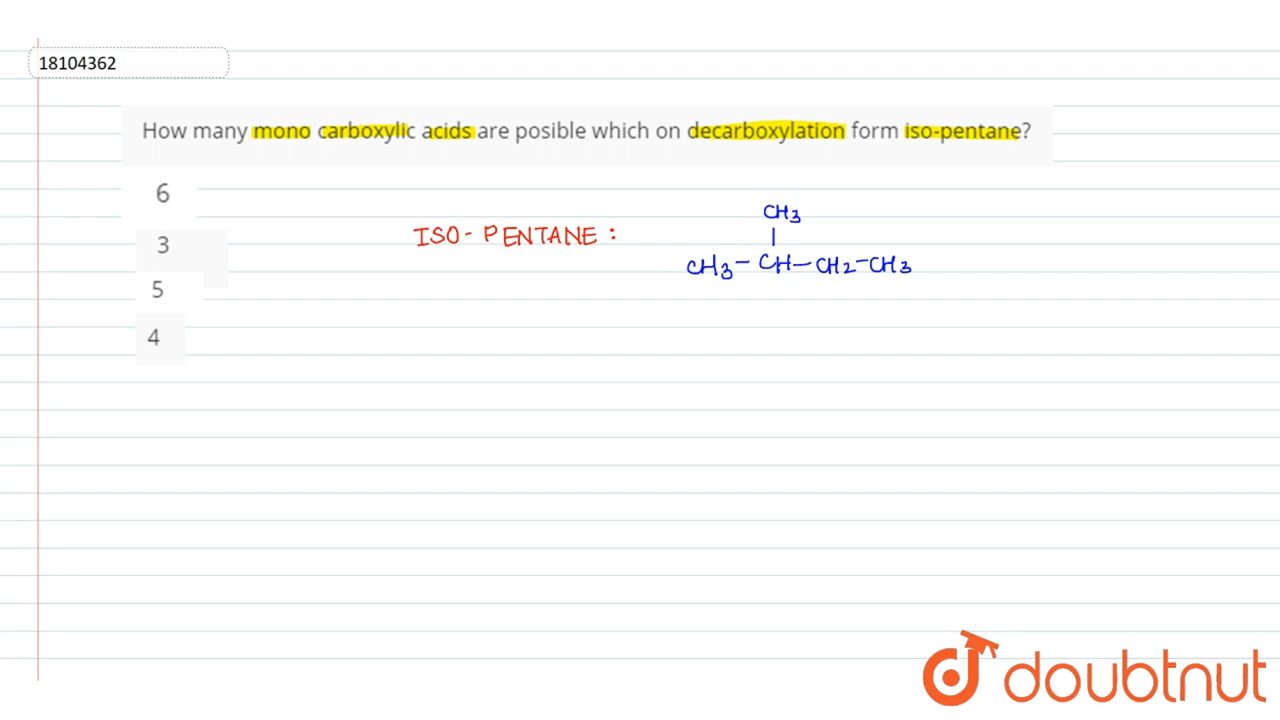 18104362
How many mono carboxylic acids are posible which on decarboxylation form iso-pentane?
6
3
5
4
ISO-PENTANE :
CH3
|
CH3-CH-CH2-CH3
doubtnut